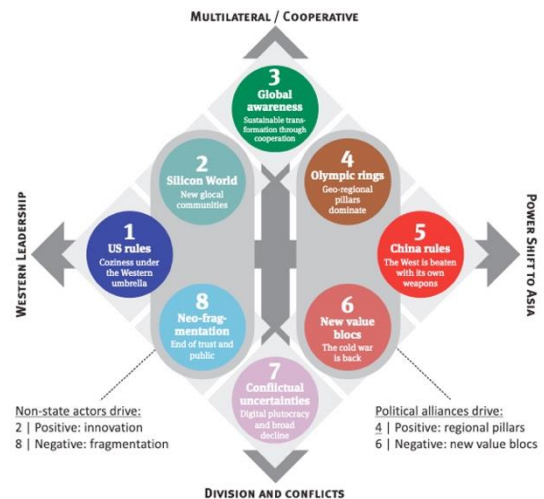 MULTILATERAL / COOPERATIVE
3
Global
awareness
Sustainable trans-
formation through
cooperation
2
Silicon World
New glocal
communities
4
Olympic rings
Geo-regional
pillars
dominate
WESTERN LEADERSHIP
1
US rules
Coziness under
the Western
umbrella
5
China rules
The West is beaten
with its own
weapons
POWER SHIFT TO ASIA
8
Neo-frag-
mentation
End of trust and
public
6
New value
blocs
The cold war
is back
7
Conflictual
uncertainties
Digital plutocracy
and broad
decline
Non-state actors drive:
2 | Positive: innovation
8 | Negative: fragmentation
Political alliances drive:
4 | Positive: regional pillars
6 | Negative: new value blocs
DIVISION AND CONFLICTS